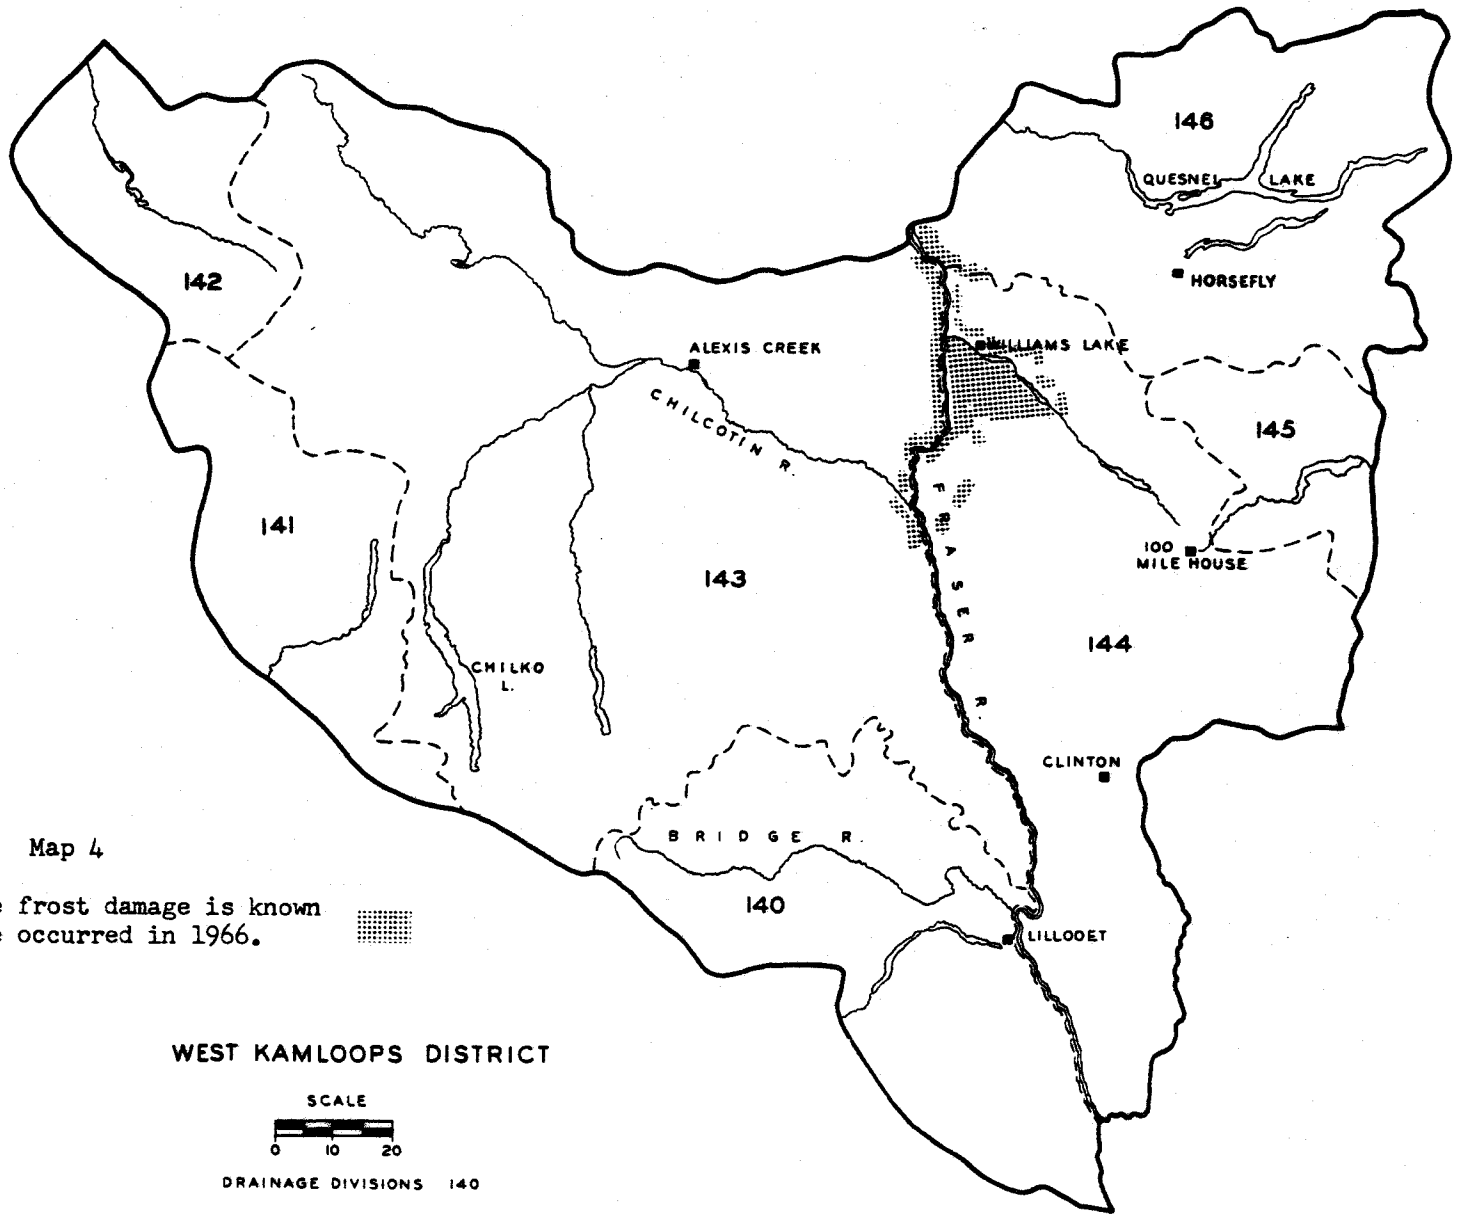 146
QUESNEL LAKE
142
HORSEFLY
ALEXIS CREEK
WILLIAMS LAKE
CHILCOTIN R.
145
141
FRASER R.
143
100
MILE HOUSE
144
CHILKO
L.
CLINTON
BRIDGE R.
Map 4
140
e frost damage is known
e occurred in 1966.
LILLOOET
WEST KAMLOOPS DISTRICT
SCALE
0 10 20
DRAINAGE DIVISIONS 140